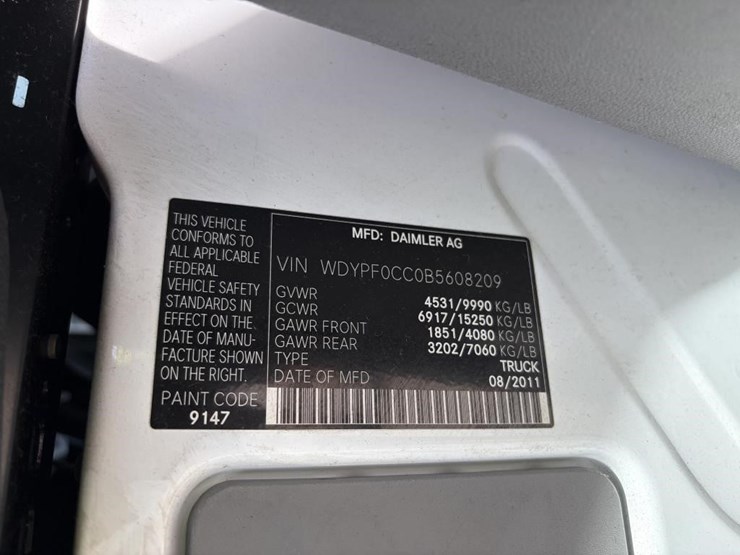 THIS VEHICLE
CONFORMS TO
ALL APPLICABLE
FEDERAL
VEHICLE SAFETY
STANDARDS IN
EFFECT ON THE
DATE OF MANU-
FACTURE SHOWN
ON THE RIGHT.
PAINT CODE
9147
MFD: DAIMLER AG
VIN WDYPF0CC0B5608209
GVWR 4531/9990 KG/LB
GCWR 6917/15250 KG/LB
GAWR FRONT 1851/4080 KG/LB
GAWR REAR 3202/7060 KG/LB
TYPE TRUCK
DATE OF MFD 08/2011